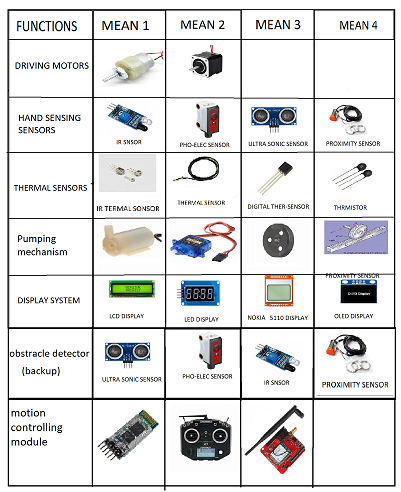 FUNCTIONS MEAN 1 MEAN 2 MEAN 3 MEAN 4
DRIVING MOTORS
HAND SENSING
SENSORS
IR SNSOR PHO-ELEC SENSOR ULTRA SONIC SENSOR PROXIMITY SENSOR
THERMAL SENSORS
IR TERMAL SONSOR THERMAL SENSOR DIGITAL THER-SENSOR THRMISTOR
Pumping
mechanism
PROXIMITY SENSOR
DISPLAY SYSTEM
OLED Display
LCD DISPLAY LED DISPLAY NOKIA 5110 DISPLAY OLED DISPLAY
obstracle detector
(backup)
ULTRA SONIC SENSOR PHO-ELEC SENSOR IR SNSOR PROXIMITY SENSOR
motion
controlling
module